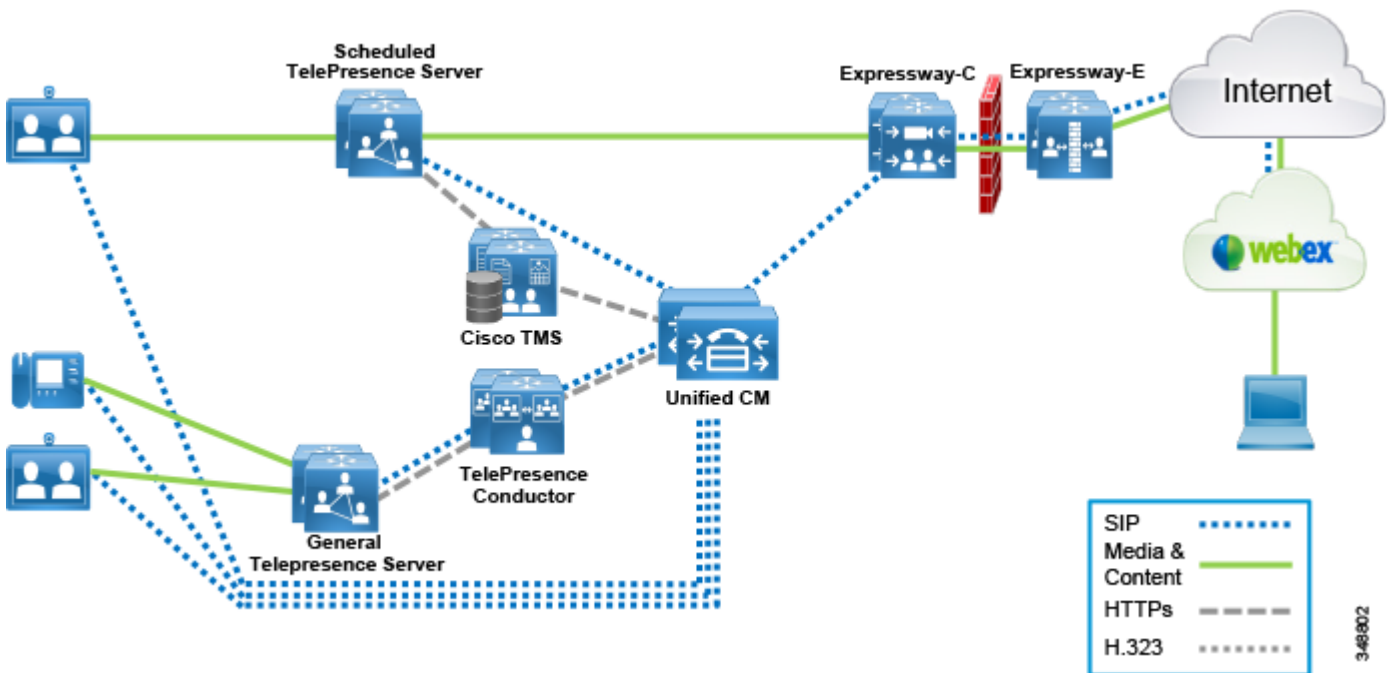 Scheduled
TelePresence Server
Expressway-C
Expressway-E
Internet
webex
Cisco TMS
Unified CM
TelePresence
Conductor
General
Telepresence Server
SIP
Media &
Content
HTTPs
H.323
348802